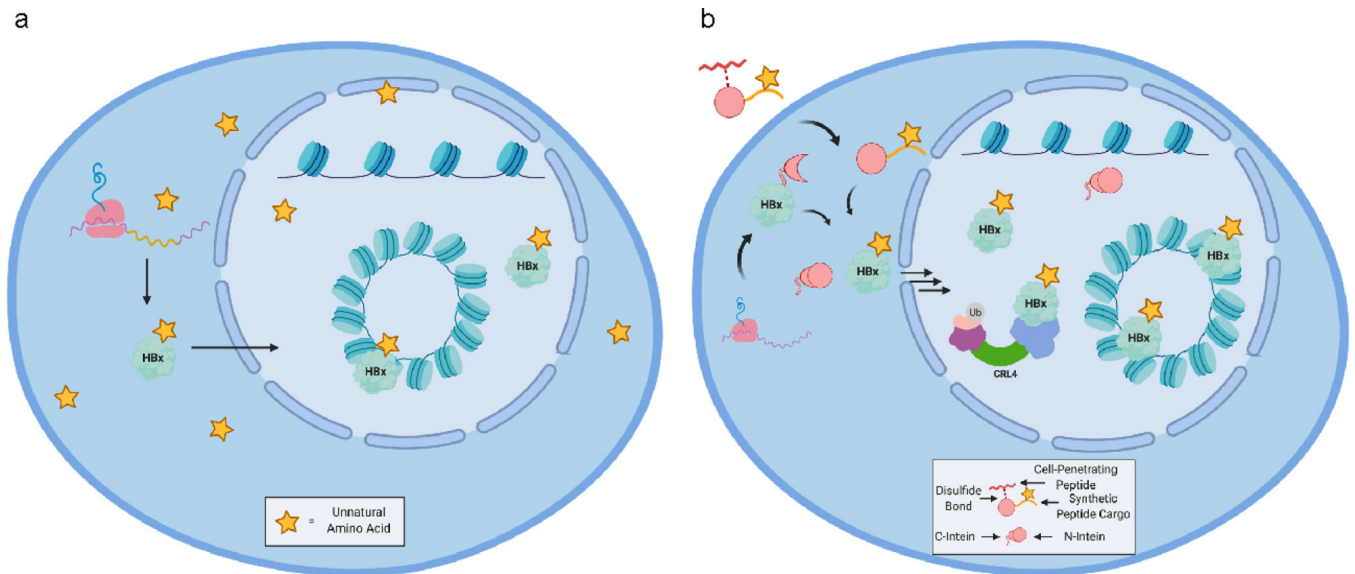 a
HBx
HBx
HBx
=
Unnatural
Amino Acid
b
HBx
HBx
HBx
HBx
HBx
HBx
Ub
CRL4
Cell-Penetrating
Peptide
Disulfide
Bond
Synthetic
Peptide Cargo
C-Intein
N-Intein